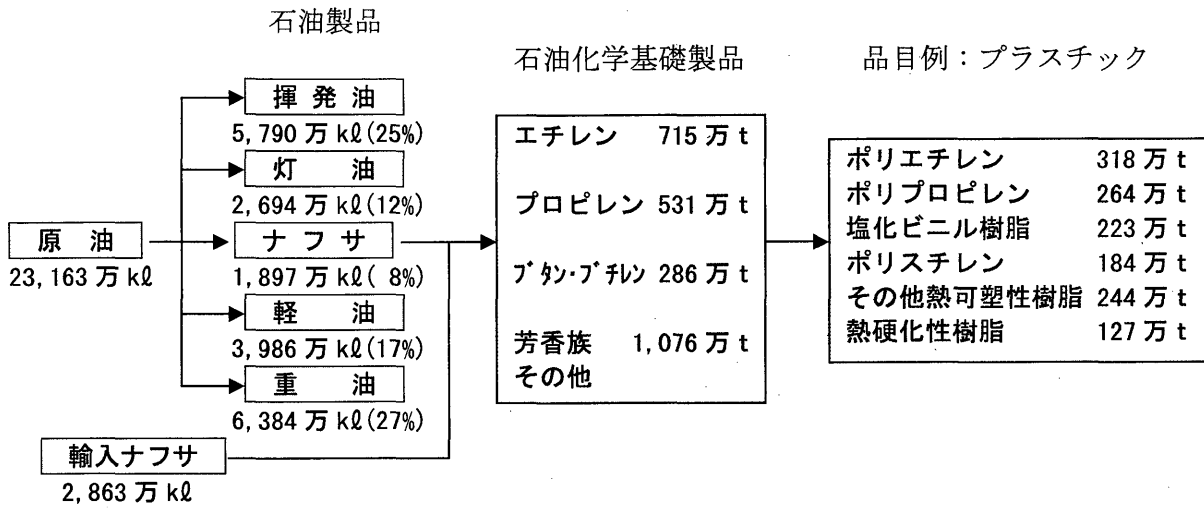 石油製品
石油化学基礎製品
品目例：プラスチック
原油
23,163 万 kℓ
揮発油
5,790 万 kℓ(25%)
灯油
2,694 万 kℓ(12%)
ナフサ
1,897 万 kℓ( 8%)
軽油
3,986 万 kℓ(17%)
重油
6,384 万 kℓ(27%)
輸入ナフサ
2,863 万 kℓ
エチレン 715 万 t
プロピレン 531 万 t
ﾌﾞﾀﾝ・ﾌﾞﾁﾚﾝ 286 万 t
芳香族 1,076 万 t
その他
ポリエチレン 318 万 t
ポリプロピレン 264 万 t
塩化ビニル樹脂 223 万 t
ポリスチレン 184 万 t
その他熱可塑性樹脂 244 万 t
熱硬化性樹脂 127 万 t